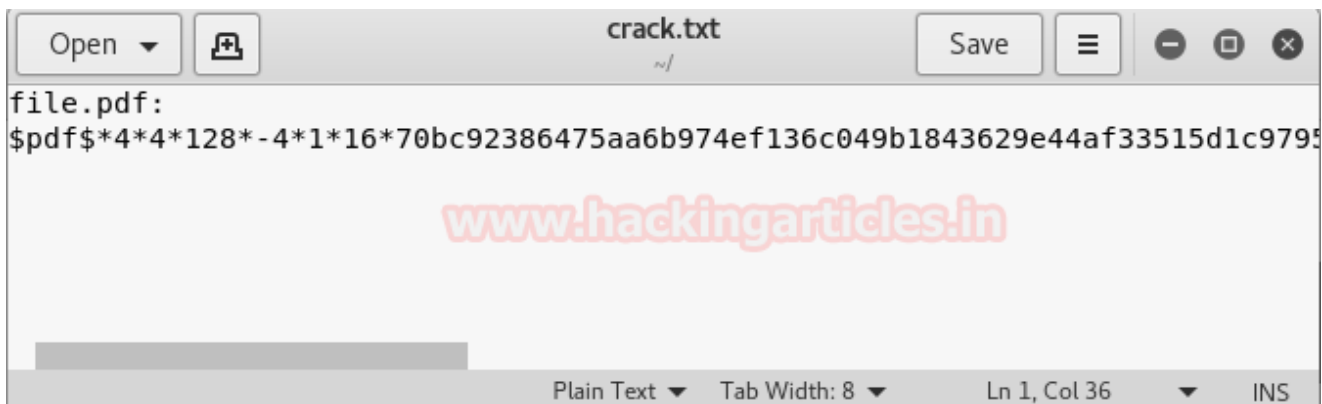 Open
crack.txt
~/
Save
file.pdf:
$pdf$*4*4*128*-4*1*16*70bc92386475aa6b974ef136c049b1843629e44af33515d1c9795
www.hackingarticles.in
Plain Text Tab Width: 8 Ln 1, Col 36 INS